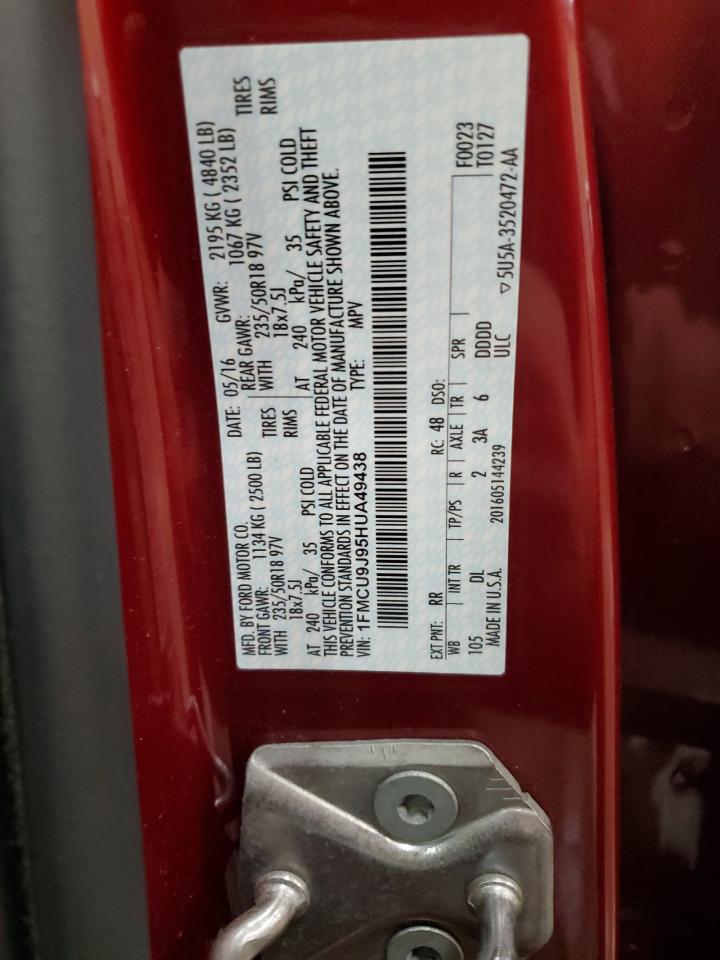 MFD. BY FORD MOTOR CO. DATE: 05/16 GVWR: 2195 KG ( 4840 LB)
FRONT GAWR: 1134 KG ( 2500 LB) REAR GAWR: 1067 KG ( 2352 LB)
WITH 235/50R18 97V TIRES WITH 235/50R18 97V TIRES
18x7.5J RIMS 18x7.5J RIMS
AT 240 kPa/ 35 PSI COLD AT 240 kPa/ 35 PSI COLD
THIS VEHICLE CONFORMS TO ALL APPLICABLE FEDERAL MOTOR VEHICLE SAFETY AND THEFT
PREVENTION STANDARDS IN EFFECT ON THE DATE OF MANUFACTURE SHOWN ABOVE.
VIN: 1FMCU9J95HUA49438 TYPE: MPV
EXT PNT: RR RC: 48 DSO: F0023
WB INT TR TP/PS R AXLE TR SPR T0127
105 DL 2 3A 6 DDDD
MADE IN U.S.A. 201605144239 ULC ▽5U5A-3520472-AA